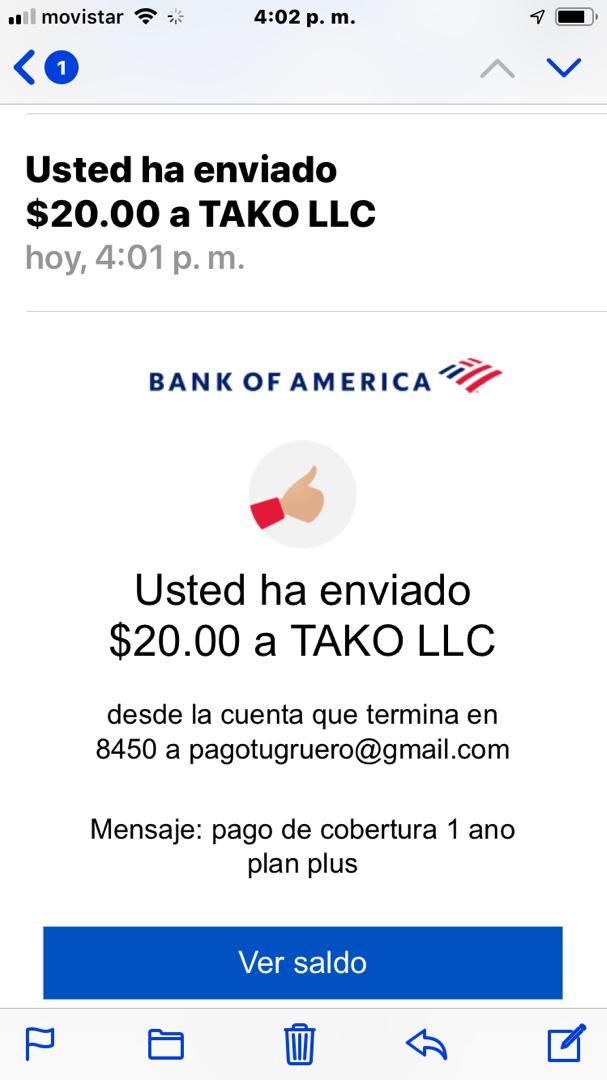 movistar 4:02 p. m.
1
Usted ha enviado
$20.00 a TAKO LLC
hoy, 4:01 p. m.
BANK OF AMERICA
Usted ha enviado
$20.00 a TAKO LLC
desde la cuenta que termina en
8450 a pagotugruero@gmail.com
Mensaje: pago de cobertura 1 ano
plan plus
Ver saldo